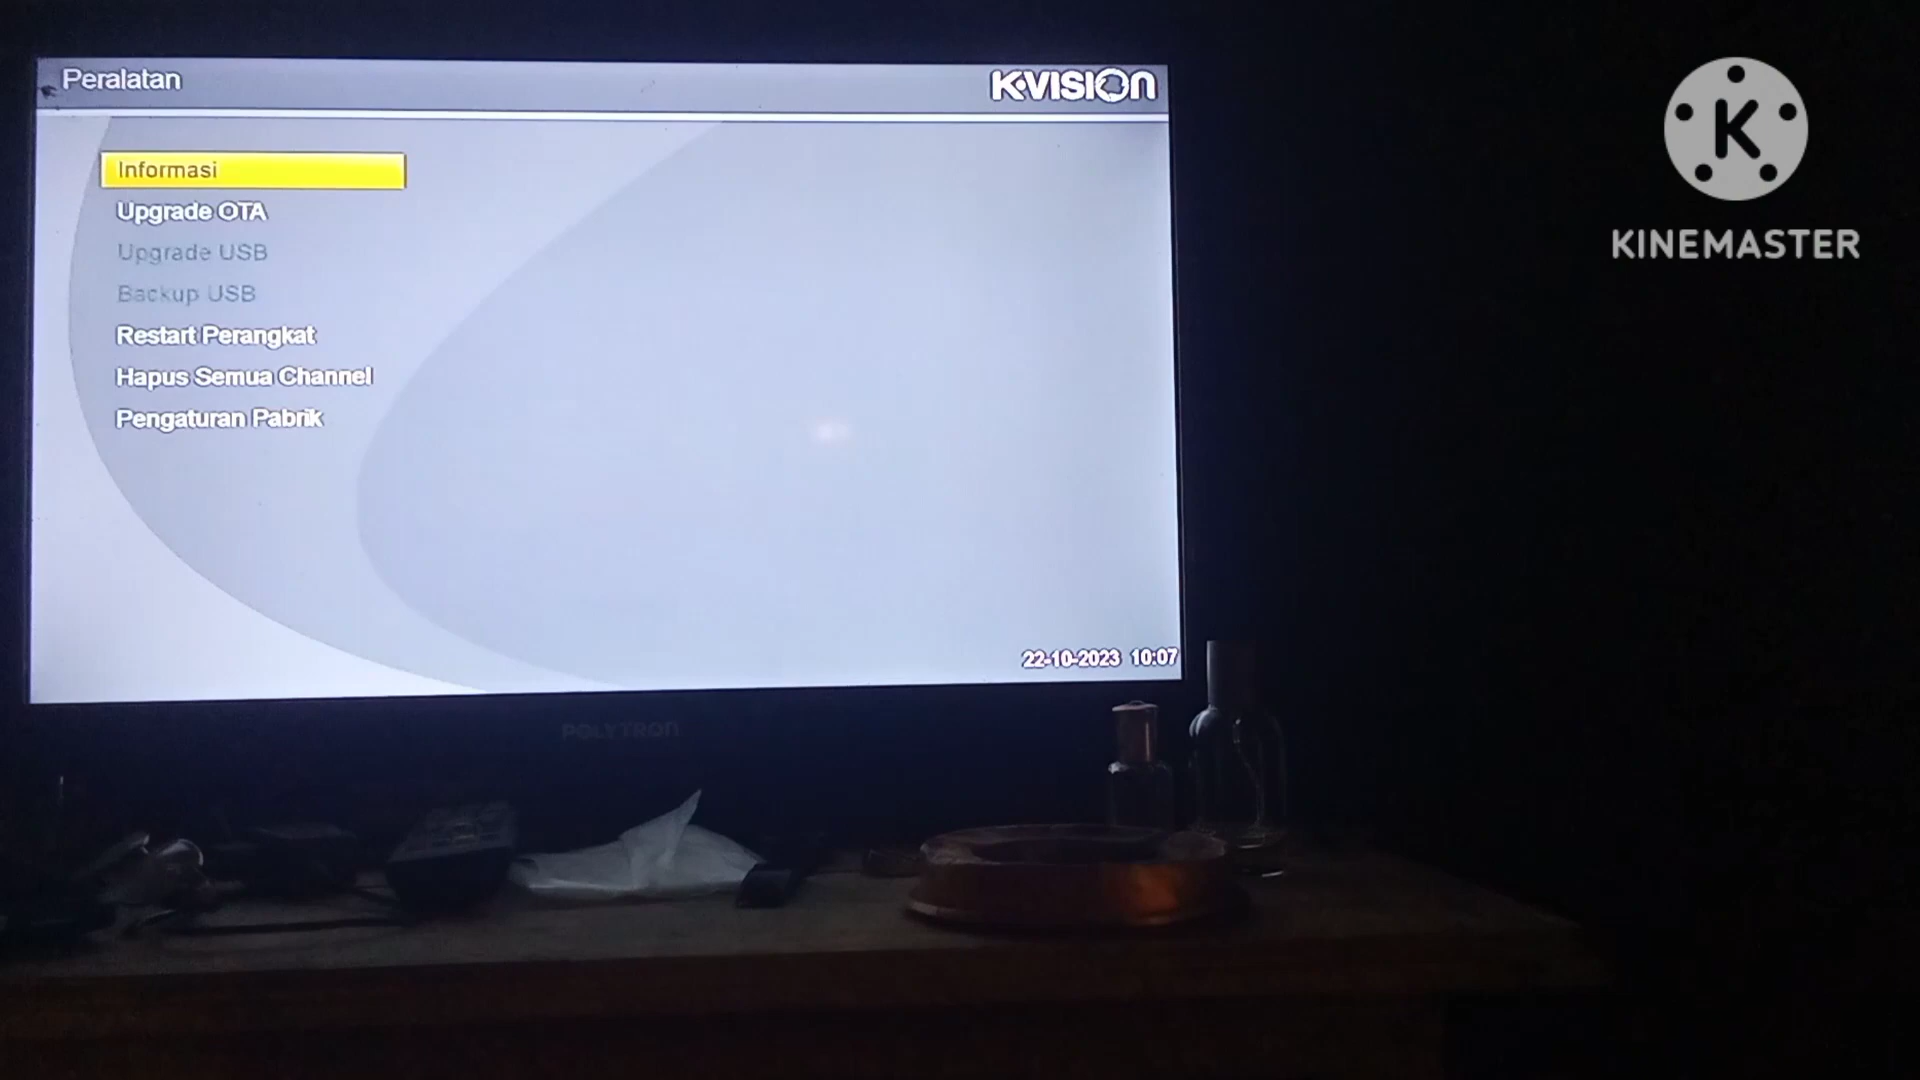 Peralatan
K-VISION
Informasi
Upgrade OTA
Upgrade USB
Backup USB
Restart Perangkat
Hapus Semua Channel
Pengaturan Pabrik
22-10-2023 10:07
POLYTRON
K
KINEMASTER